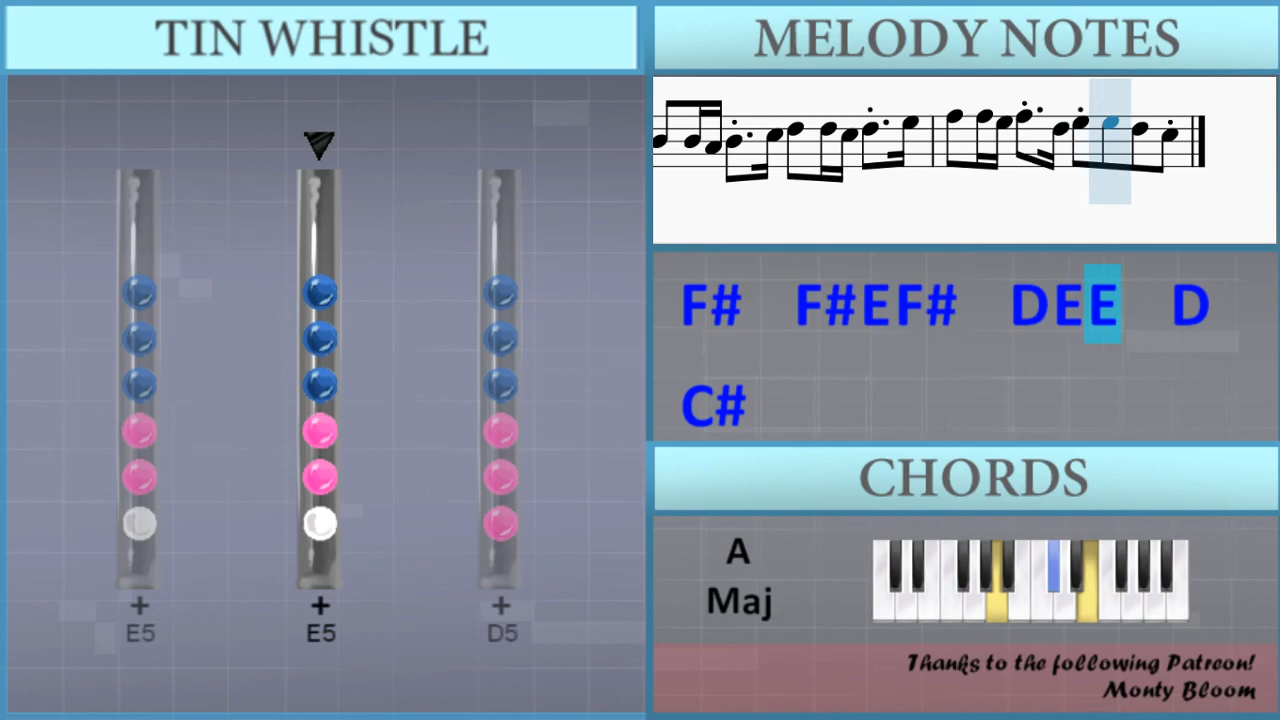 TIN WHISTLE
+
E5
+
E5
+
D5
MELODY NOTES
F# F#EF# DEE D
C#
CHORDS
A
Maj
Thanks to the following Patreon!
Monty Bloom